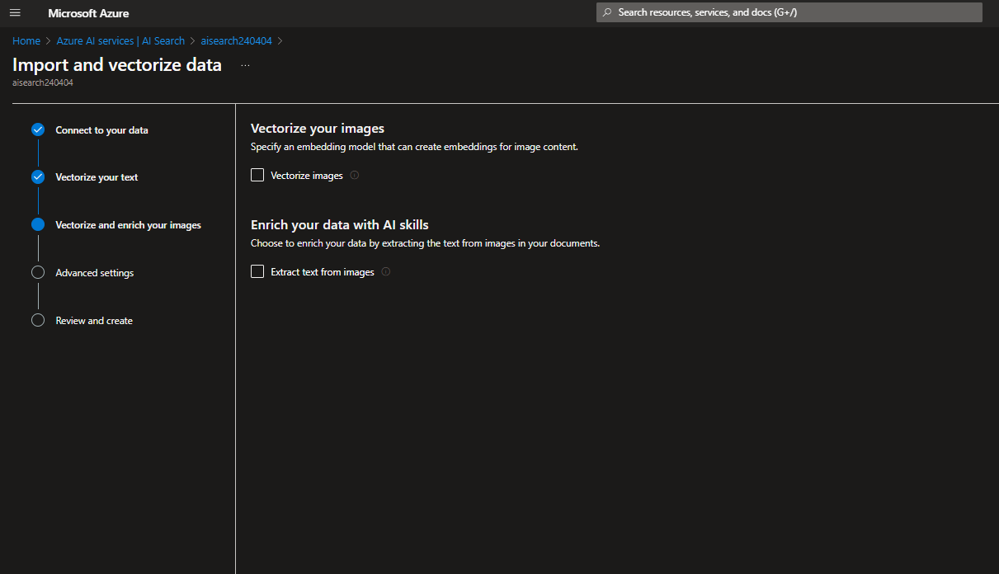 Microsoft Azure
Search resources, services, and docs (G+/)
Home > Azure AI services | AI Search > aisearch240404 >
Import and vectorize data ...
aisearch240404
Connect to your data
Vectorize your text
Vectorize and enrich your images
Advanced settings
Review and create
Vectorize your images
Specify an embedding model that can create embeddings for image content.
Vectorize images
Enrich your data with AI skills
Choose to enrich your data by extracting the text from images in your documents.
Extract text from images